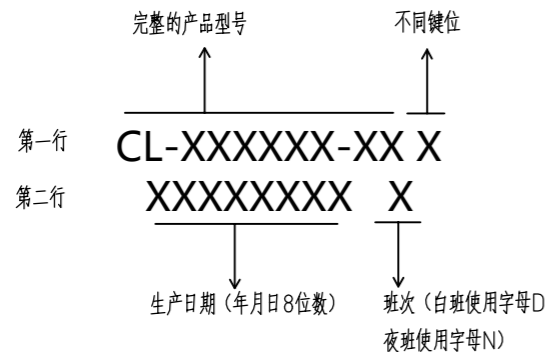 完整的产品型号 不同键位
第一行 CL-XXXXXX-XX X
第二行 XXXXXXXX X
生产日期（年月日8位数） 班次（白班使用字母D
夜班使用字母N）